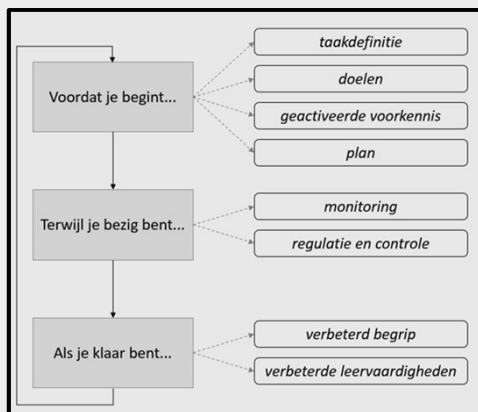 Voordat je begint...
taakdefinitie
doelen
geactiveerde voorkennis
plan
Terwijl je bezig bent...
monitoring
regulatie en controle
Als je klaar bent...
verbeterd begrip
verbeterde leervaardigheden